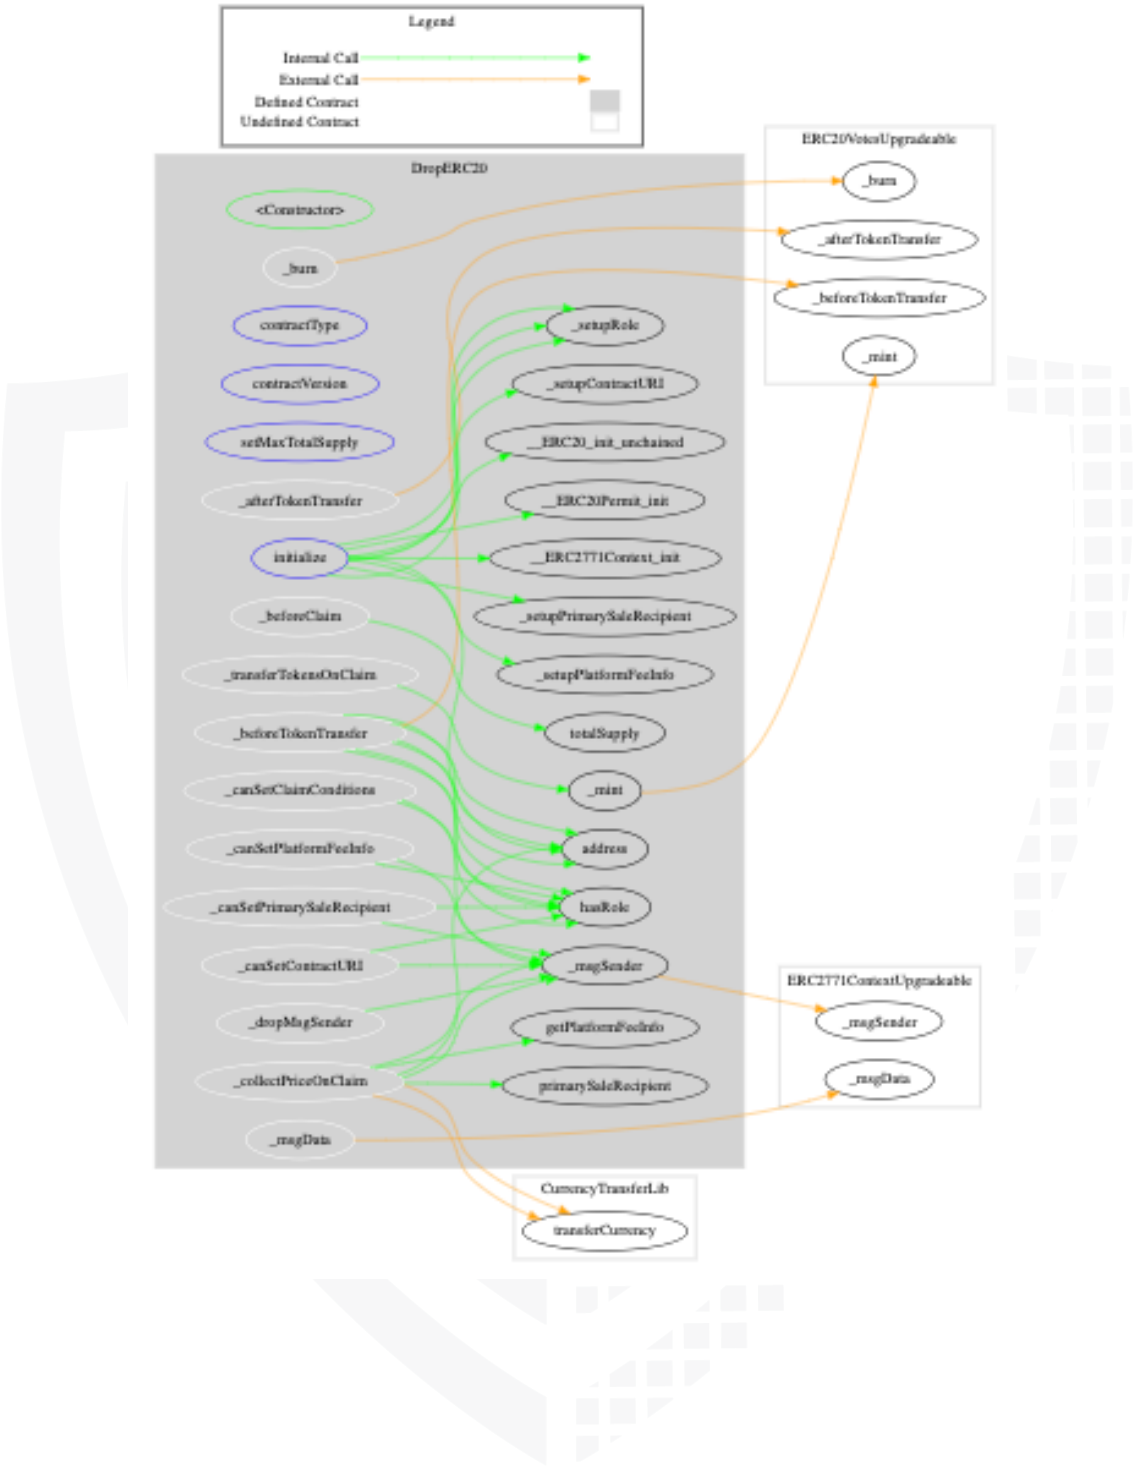 Legend
Internal Call
External Call
Defined Contract
Undefined Contract
DropERC20
<Constructor>
_burn
contractType
contractVersion
setMaxTotalSupply
_afterTokenTransfer
initialize
_beforeClaim
_transferTokensOnClaim
_beforeTokenTransfer
_canSetClaimConditions
_canSetPlatformFeeInfo
_canSetPrimarySaleRecipient
_canSetContractURI
_dropMsgSender
_collectPriceOnClaim
_msgData
_setupRole
_setupContractURI
__ERC20_init_unchained
__ERC20Permit_init
__ERC2771Context_init
_setupPrimarySaleRecipient
_setupPlatformFeeInfo
totalSupply
_mint
address
hasRole
_msgSender
getPlatformFeeInfo
primarySaleRecipient
ERC20VotesUpgradeable
_burn
_afterTokenTransfer
_beforeTokenTransfer
_mint
ERC2771ContextUpgradeable
_msgSender
_msgData
CurrencyTransferLib
transferCurrency